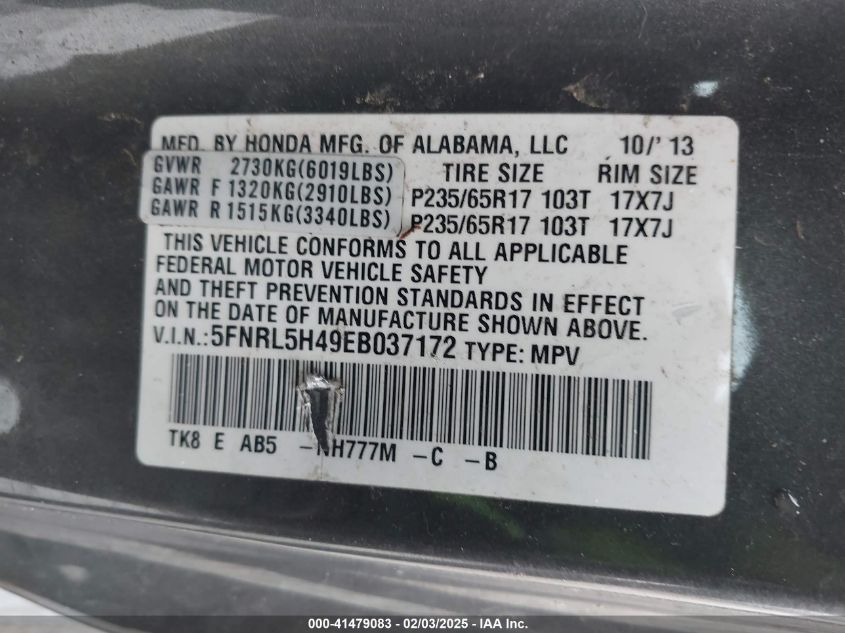 MFD. BY HONDA MFG. OF ALABAMA, LLC 10/' 13
GVWR 2730KG(6019LBS) TIRE SIZE RIM SIZE
GAWR F 1320KG(2910LBS) P235/65R17 103T 17X7J
GAWR R 1515KG(3340LBS) P235/65R17 103T 17X7J
THIS VEHICLE CONFORMS TO ALL APPLICABLE
FEDERAL MOTOR VEHICLE SAFETY
AND THEFT PREVENTION STANDARDS IN EFFECT
ON THE DATE OF MANUFACTURE SHOWN ABOVE.
V.I.N.: 5FNRL5H49EB037172 TYPE: MPV
TK8 E AB5 -NH777M -C -B
000-41479083 - 02/03/2025 - COPYRIGHT IAA, Inc.